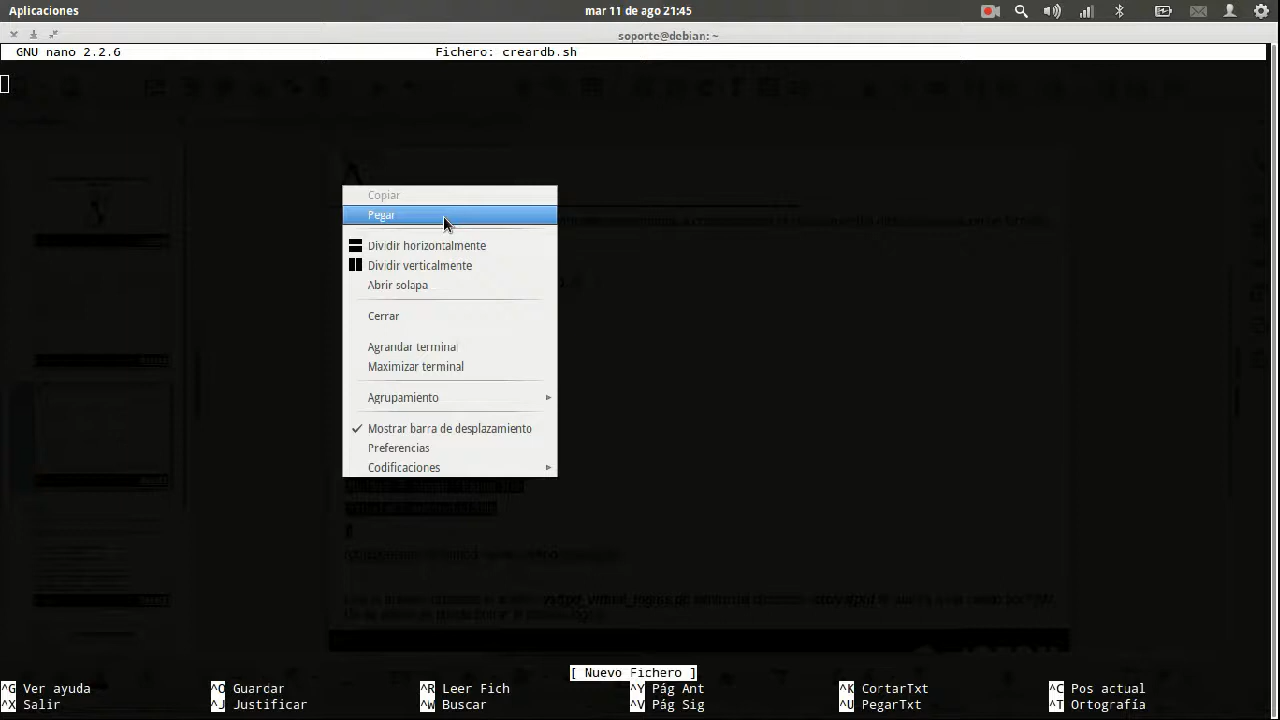 Aplicaciones
mar 11 de ago 21:45
soporte@debian: ~
GNU nano 2.2.6
Fichero: creardb.sh
Copiar
Pegar
Dividir horizontalmente
Dividir verticalmente
Abrir solapa
Cerrar
Agrandar terminal
Maximizar terminal
Agrupamiento
Mostrar barra de desplazamiento
Preferencias
Codificaciones
[ Nuevo Fichero ]
^G Ver ayuda
^O Guardar
^R Leer Fich
^Y Pág Ant
^K CortarTxt
^C Pos actual
^X Salir
^J Justificar
^W Buscar
^V Pág Sig
^U PegarTxt
^T Ortografía